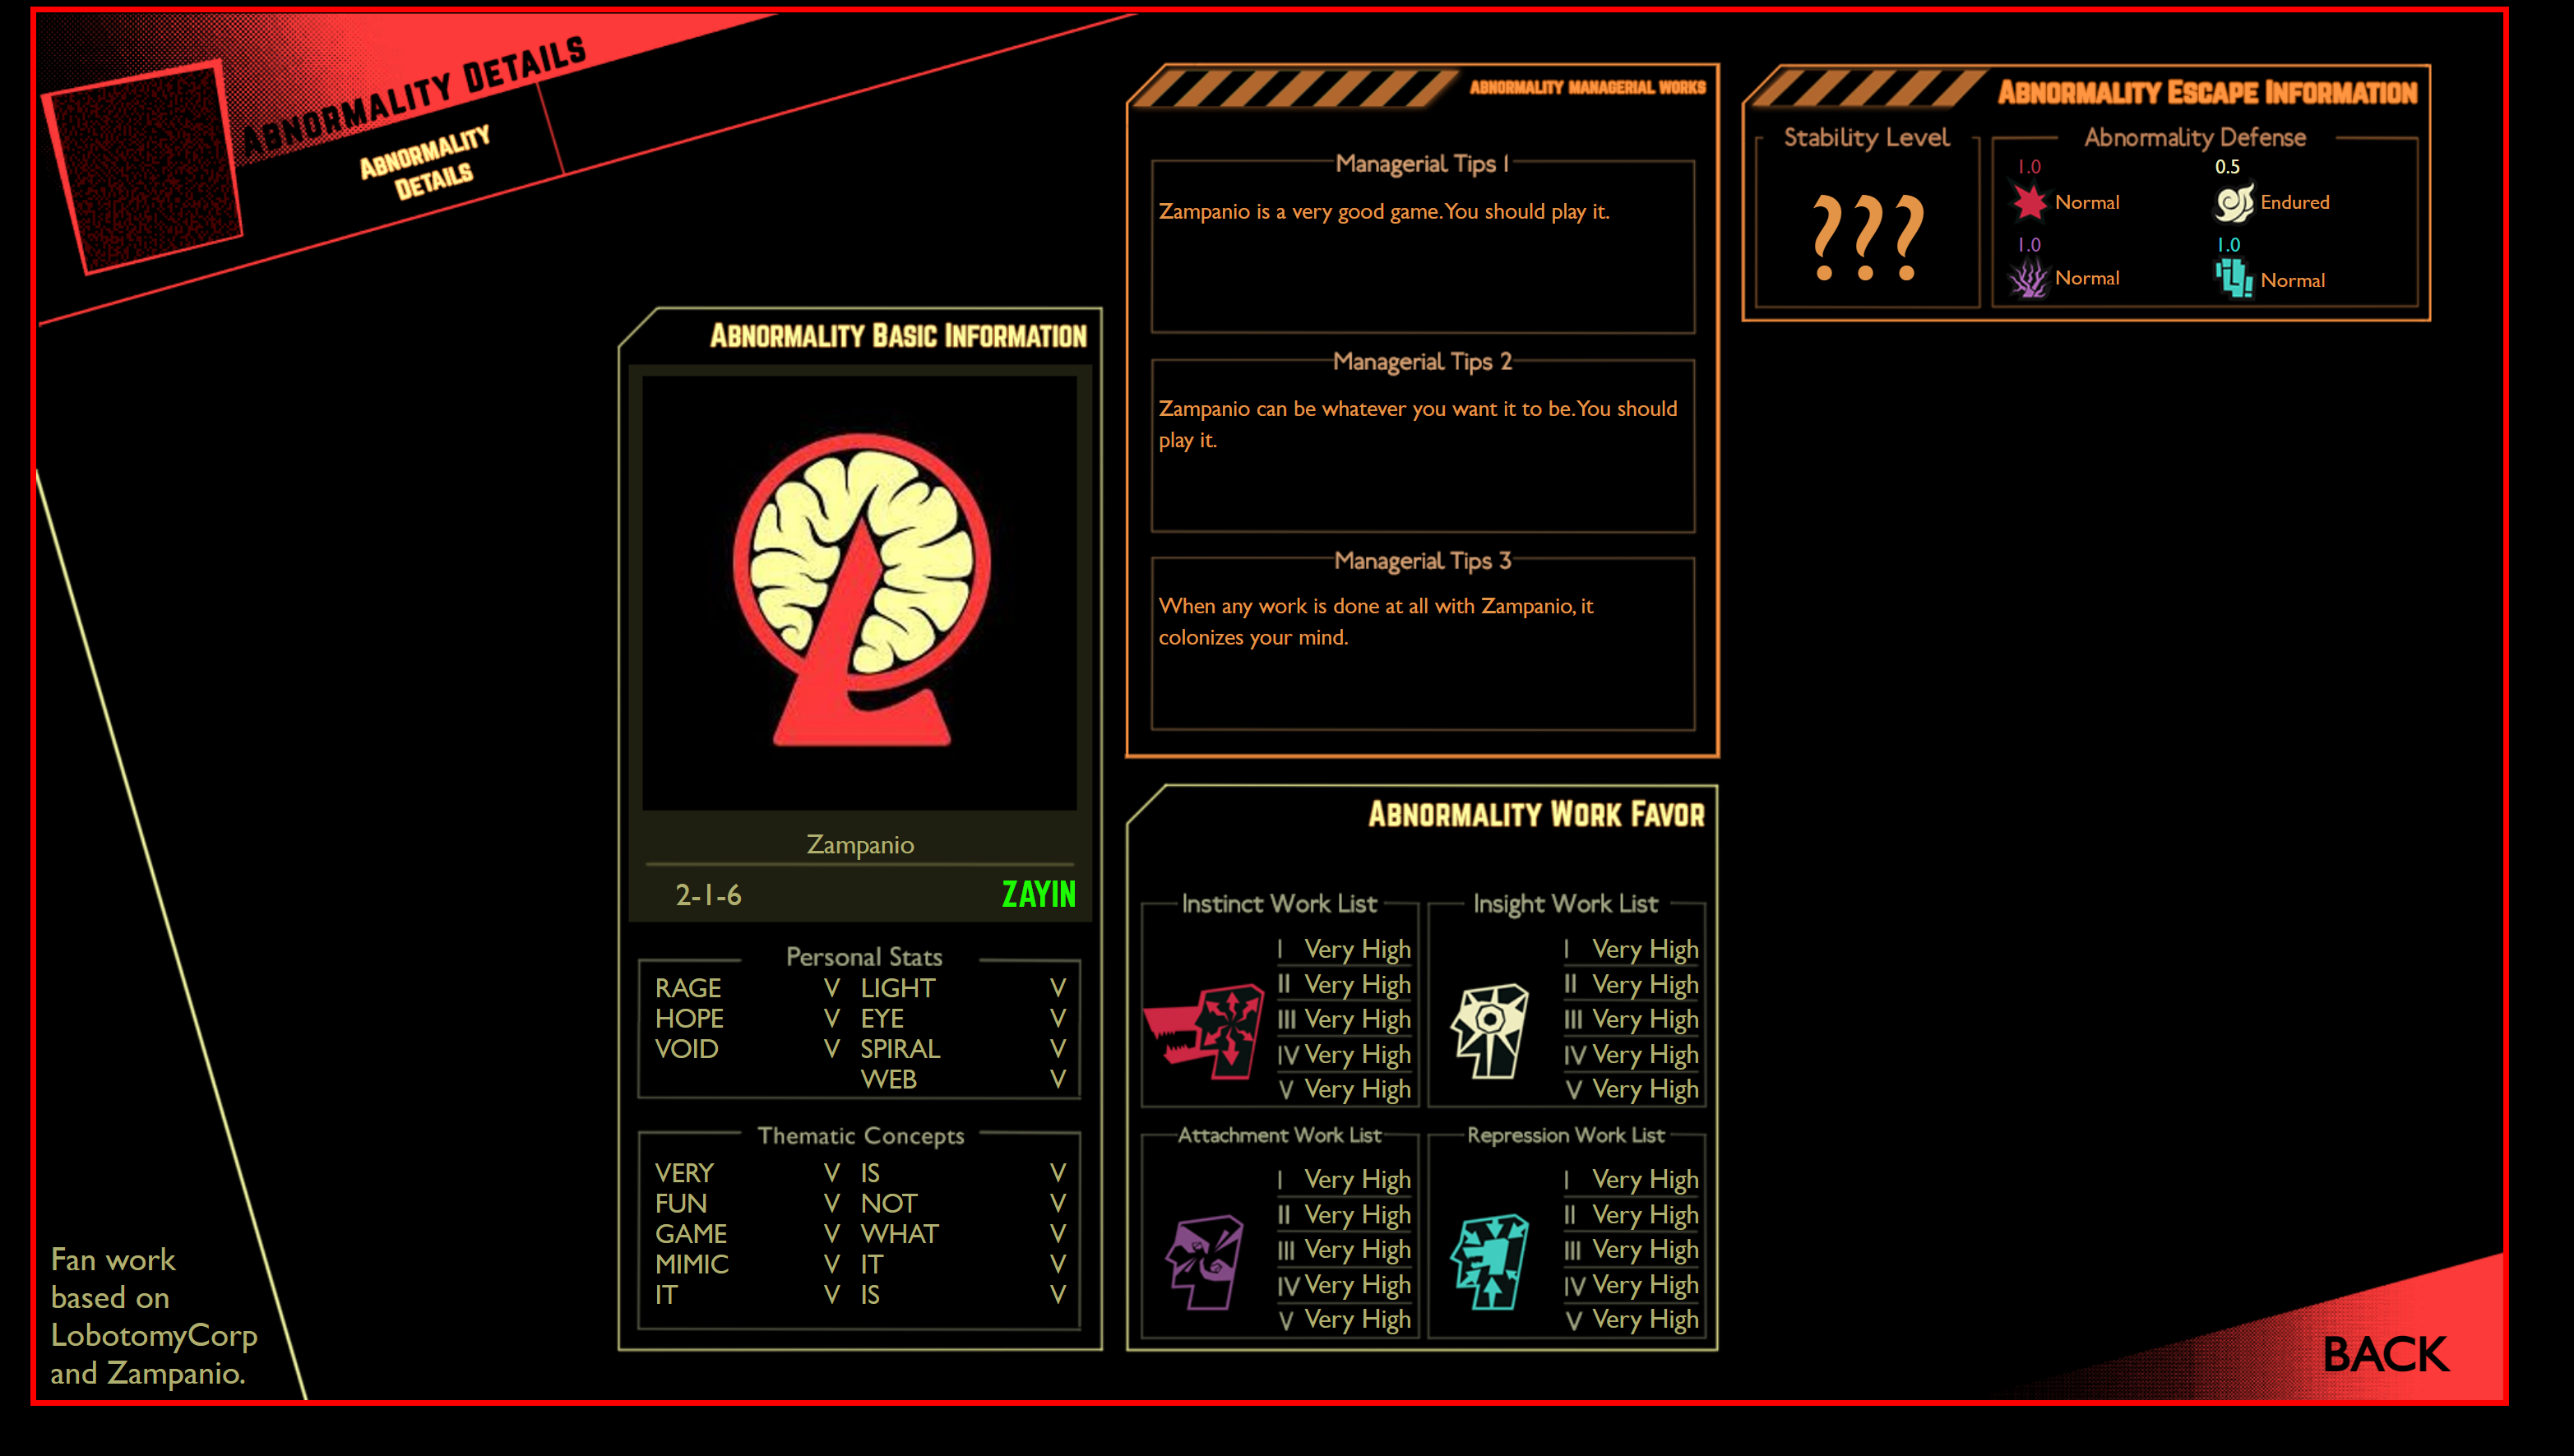 ABNORMALITY DETAILS
ABNORMALITY
DETAILS
ABNORMALITY BASIC INFORMATION
Zampanio
2-1-6 ZAYIN
Personal Stats
RAGE V LIGHT V
HOPE V EYE V
VOID V SPIRAL V
WEB V
Thematic Concepts
VERY V IS V
FUN V NOT V
GAME V WHAT V
MIMIC V IT V
IT V IS V
ABNORMALITY MANAGERIAL WORKS
Managerial Tips 1
Zampanio is a very good game. You should play it.
Managerial Tips 2
Zampanio can be whatever you want it to be. You should
play it.
Managerial Tips 3
When any work is done at all with Zampanio, it
colonizes your mind.
ABNORMALITY WORK FAVOR
Instinct Work List
I Very High
II Very High
III Very High
IV Very High
V Very High
Insight Work List
I Very High
II Very High
III Very High
IV Very High
V Very High
Attachment Work List
I Very High
II Very High
III Very High
IV Very High
V Very High
Repression Work List
I Very High
II Very High
III Very High
IV Very High
V Very High
ABNORMALITY ESCAPE INFORMATION
Stability Level
???
Abnormality Defense
1.0
Normal
0.5
Endured
1.0
Normal
1.0
Normal
Fan work
based on
LobotomyCorp
and Zampanio.
BACK